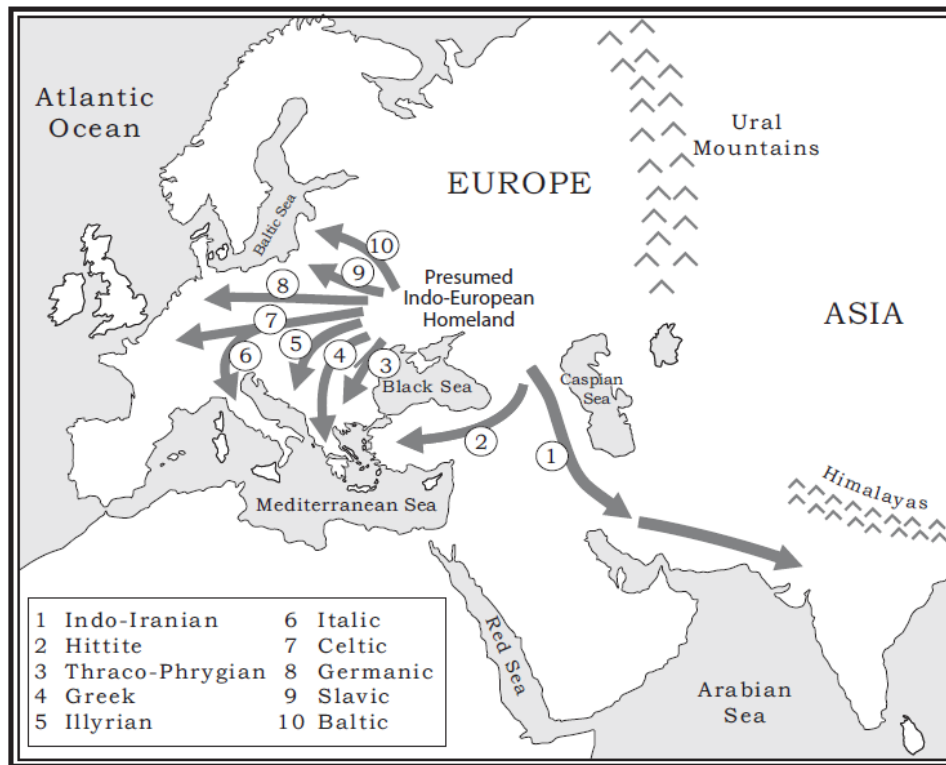 Atlantic
Ocean
Ural
Mountains
EUROPE
Baltic Sea
10
9
8
Presumed
Indo-European
Homeland
ASIA
7
6
5
4
3
Black Sea
Caspian
Sea
2
1
Himalayas
Mediterranean Sea
Red Sea
Arabian
Sea
1 Indo-Iranian
2 Hittite
3 Thraco-Phrygian
4 Greek
5 Illyrian
6 Italic
7 Celtic
8 Germanic
9 Slavic
10 Baltic